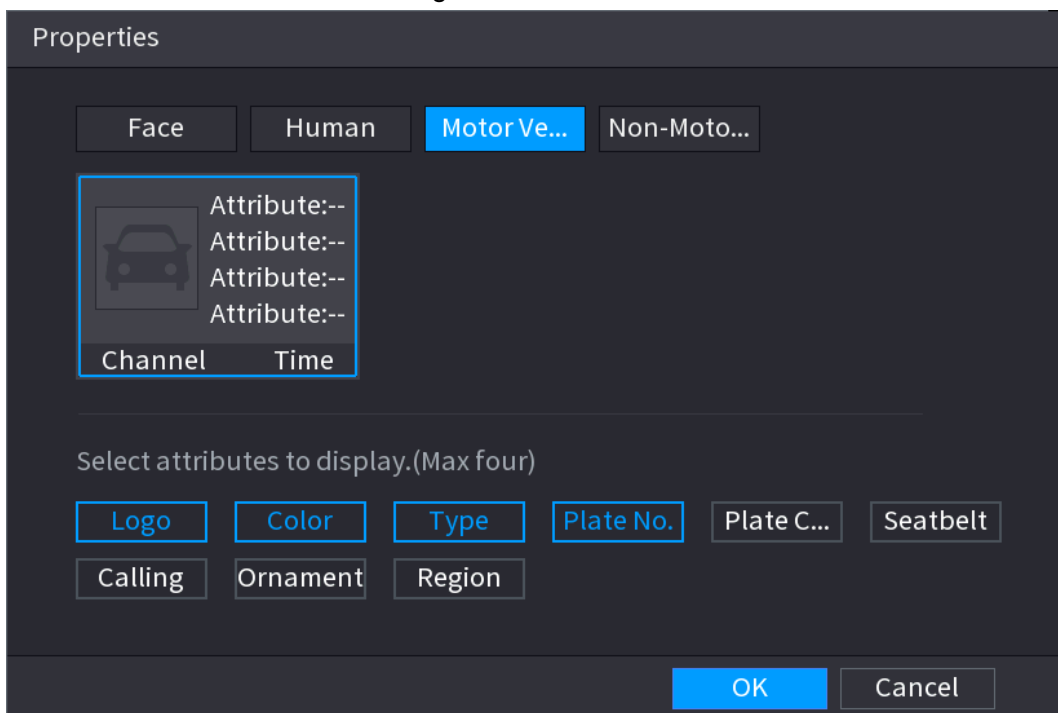 Properties
Face Human Motor Ve... Non-Moto...
Attribute:--
Attribute:--
Attribute:--
Attribute:--
Channel Time
Select attributes to display.(Max four)
Logo Color Type Plate No. Plate C... Seatbelt
Calling Ornament Region
OK Cancel